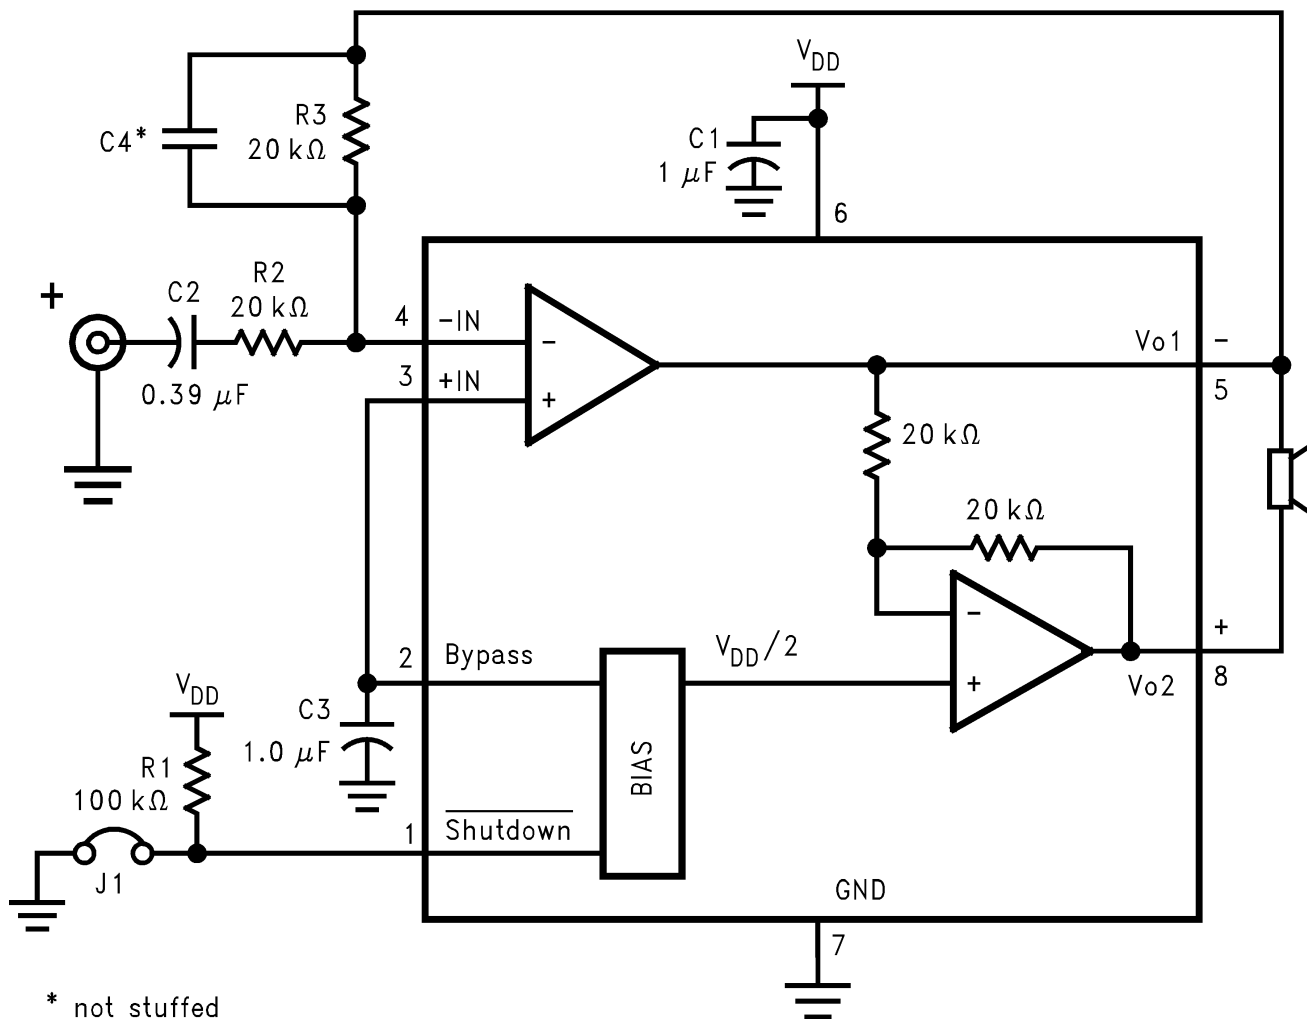 V_DD
R3
20 kΩ
C4*
C1
1 μF
6
+
C2
R2
20 kΩ
0.39 μF
4
-IN
-
3
+IN
+
Vo1
-
5
20 kΩ
20 kΩ
-
+
2
Bypass
V_DD/2
+
8
Vo2
V_DD
C3
1.0 μF
R1
100 kΩ
BIAS
1
Shutdown
J1
GND
7
* not stuffed